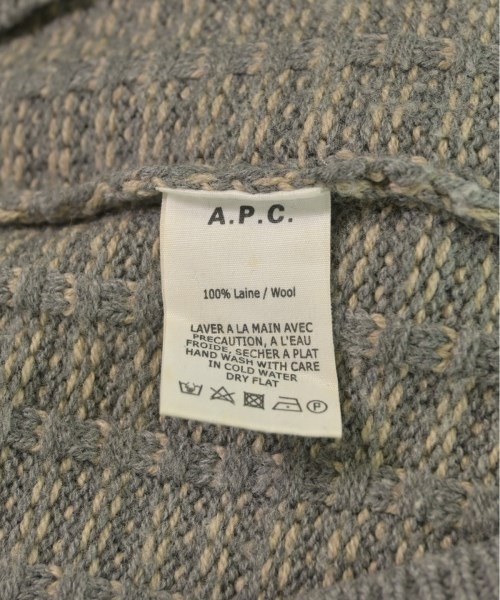 A.P.C.
100% Laine / Wool
LAVER A LA MAIN AVEC
PRECAUTION, A L'EAU
FROIDE, SECHER A PLAT
HAND WASH WITH CARE
IN COLD WATER
DRY FLAT
P